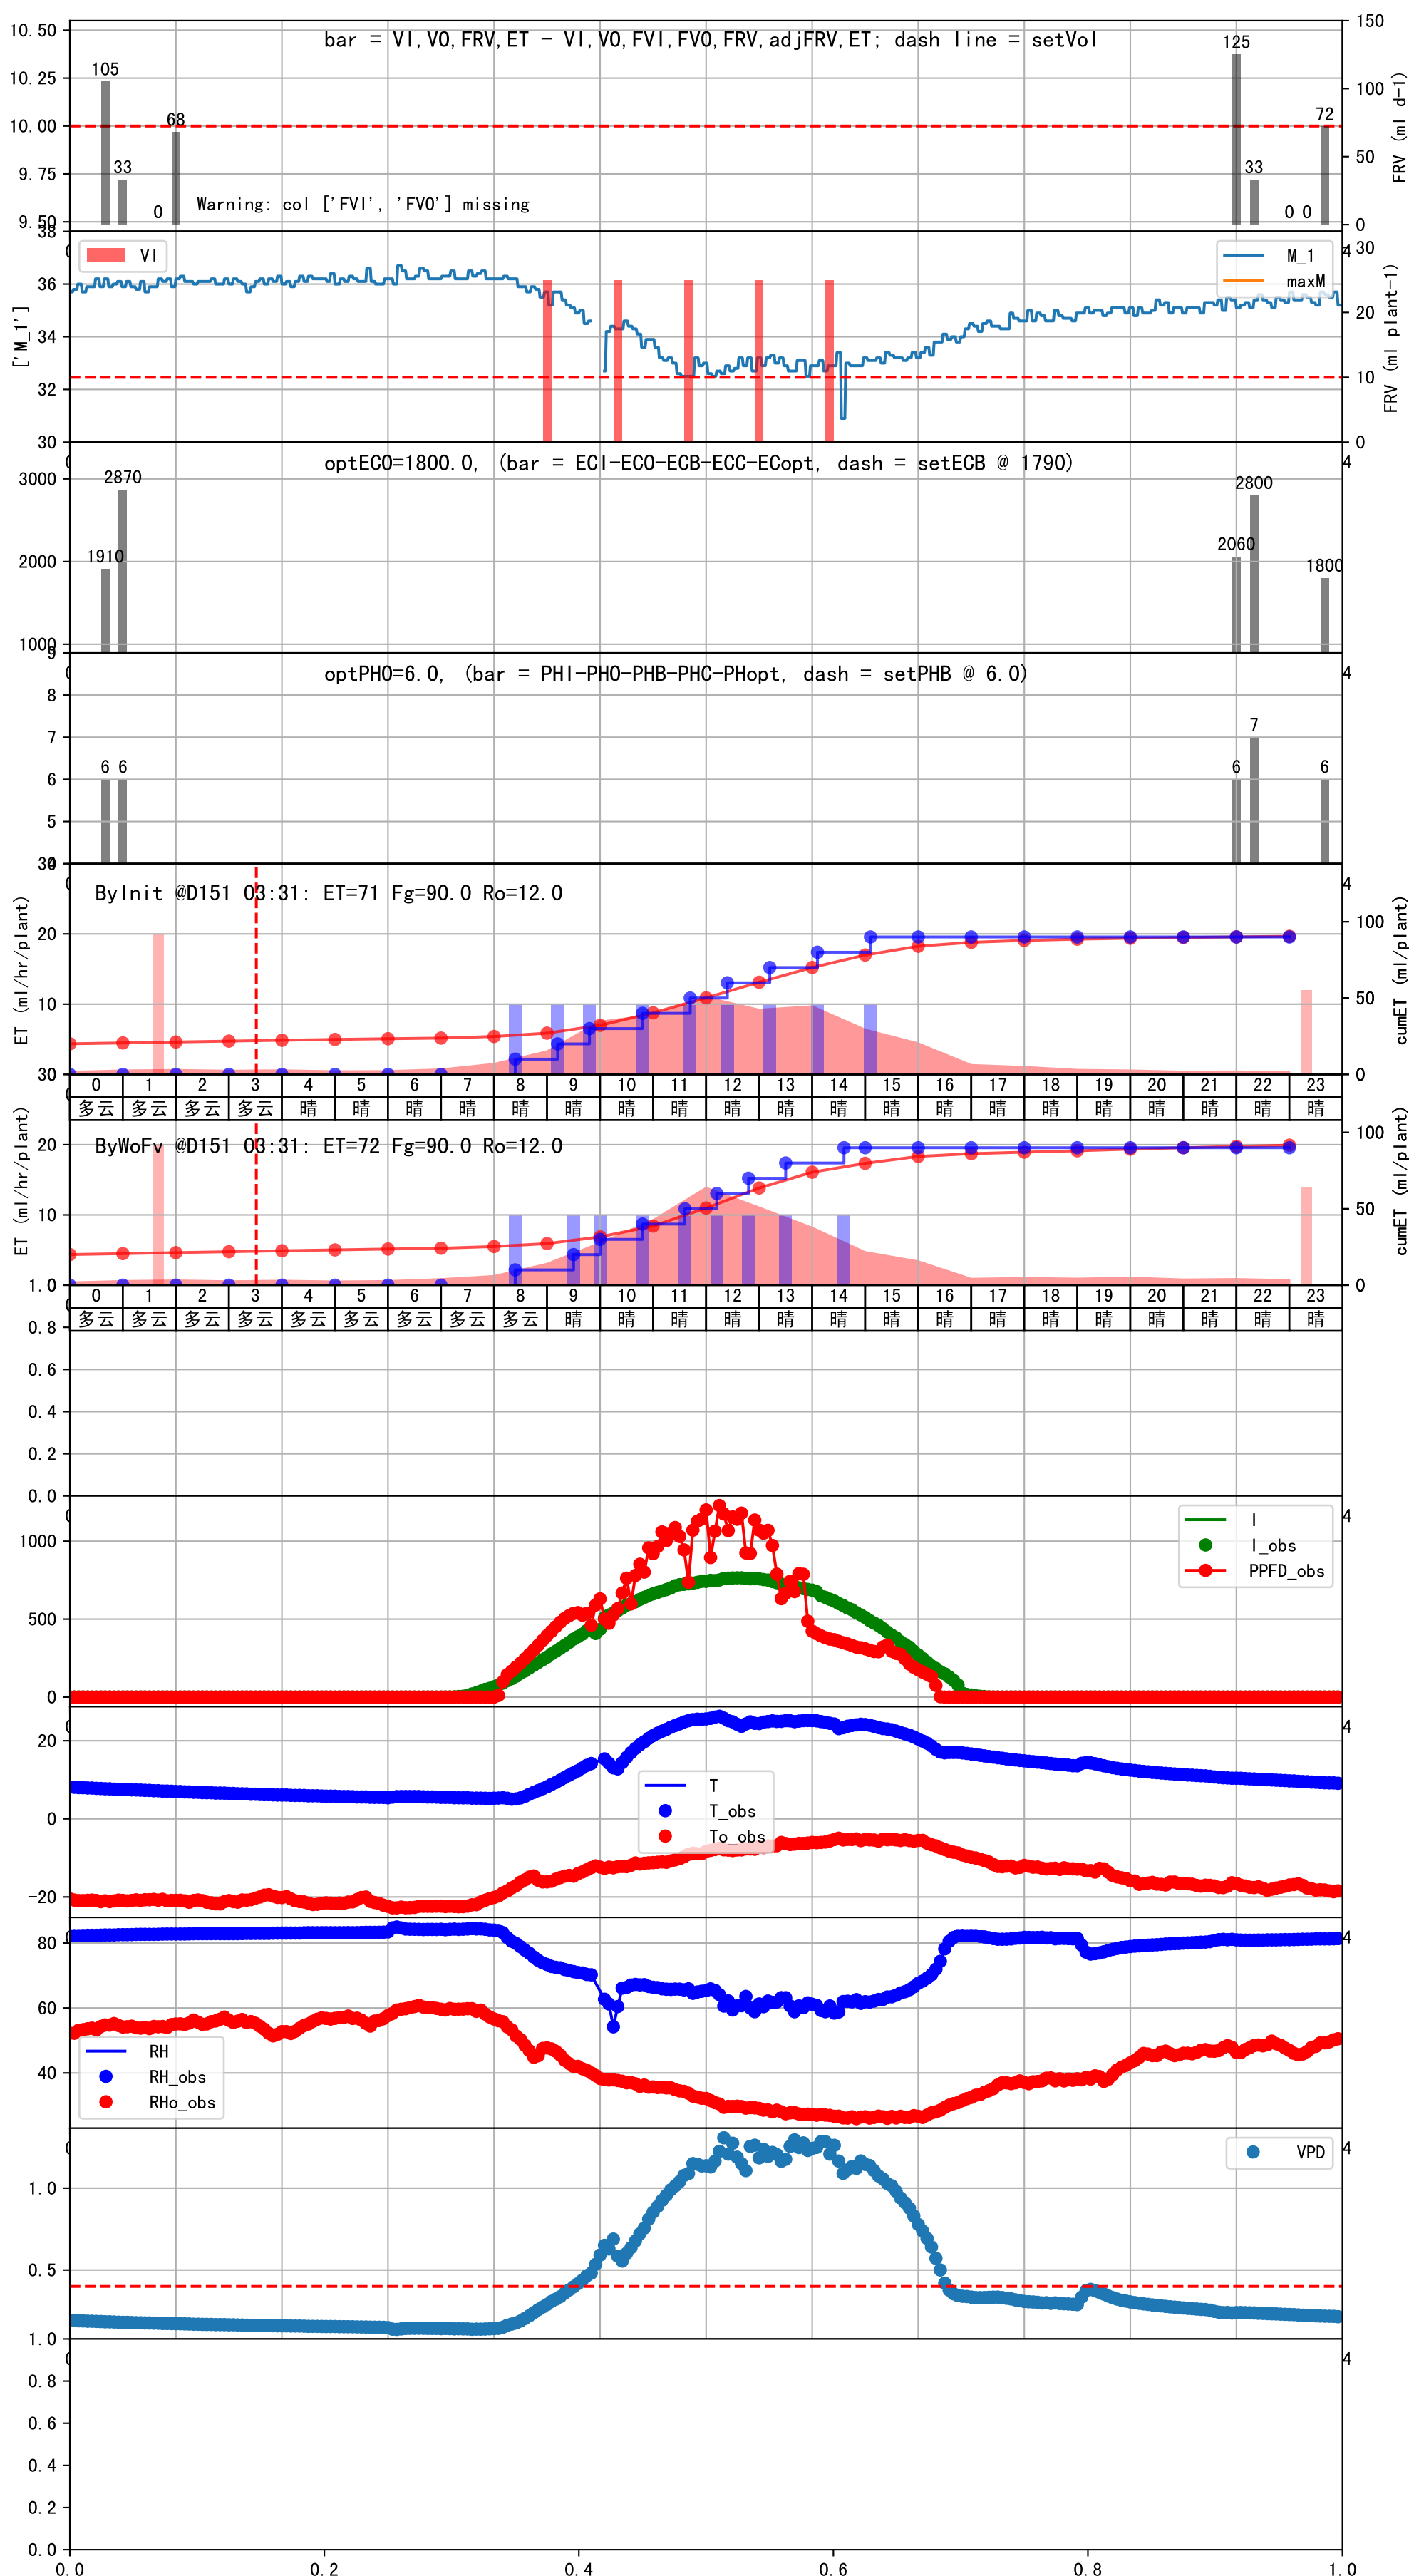 bar = VI,VO,FRV,ET - VI,VO,FVI,FVO,FRV,adjFRV,ET; dash line = setVol
10.50
10.25
10.00
9.75
9.50
150
100
50
0
FRV (ml d-1)
105
33
0
68
125
33
0
0
72
Warning: col ['FVI', 'FVO'] missing
['M_1']
38
36
34
32
30
VI
M_1
maxM
30
20
10
0
FRV (ml plant-1)
4
optECO=1800.0, (bar = ECI-ECO-ECB-ECC-ECopt, dash = setECB @ 1790)
3000
2000
1000
1910
2870
2060
2800
1800
4
optPHO=6.0, (bar = PHI-PHO-PHB-PHC-PHopt, dash = setPHB @ 6.0)
9
8
7
6
5
4
6
6
6
7
6
4
ByInit @D151 03:31: ET=71 Fg=90.0 Ro=12.0
ET (ml/hr/plant)
30
20
10
4
100
50
0
cumET (ml/plant)
0 1 2 3 4 5 6 7 8 9 10 11 12 13 14 15 16 17 18 19 20 21 22 23
多云 多云 多云 多云 晴 晴 晴 晴 晴 晴 晴 晴 晴 晴 晴 晴 晴 晴 晴 晴 晴 晴 晴 晴
ByWoFv @D151 03:31: ET=72 Fg=90.0 Ro=12.0
ET (ml/hr/plant)
30
20
10
100
50
0
cumET (ml/plant)
0 1 2 3 4 5 6 7 8 9 10 11 12 13 14 15 16 17 18 19 20 21 22 23
多云 多云 多云 多云 多云 多云 多云 多云 多云 晴 晴 晴 晴 晴 晴 晴 晴 晴 晴 晴 晴 晴 晴 晴
1.0
0.8
0.6
0.4
0.2
0.0
4
1000
500
0
I
I_obs
PPFD_obs
4
20
0
-20
T
T_obs
To_obs
4
80
60
40
RH
RH_obs
RHo_obs
4
1.0
0.5
VPD
4
1.0
0.8
0.6
0.4
0.2
0.0
0.0 0.2 0.4 0.6 0.8 1.0